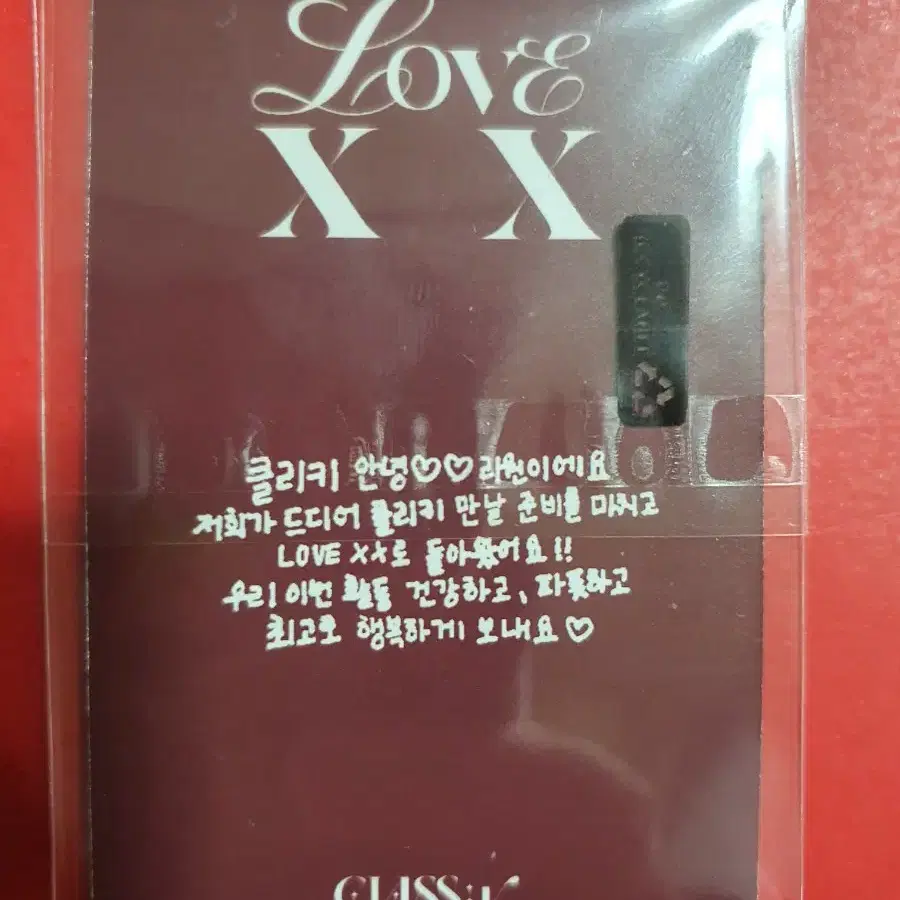 LOVE
X X
클리키 안녕♡♡ 리원이에요
저희가 드디어 클리키 만날 준비를 마치고
LOVE XX로 돌아왔어요!!
우리 이번 활동 건강하고, 따뜻하고
최고로 행복하게 보내요♡
CLASS:y